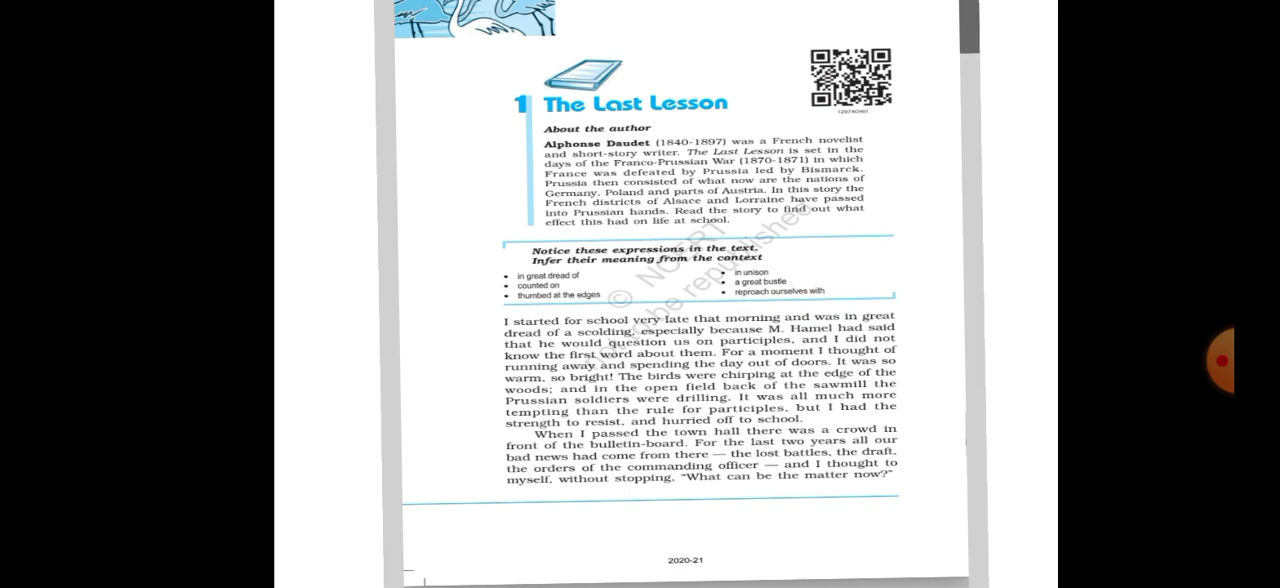 1 The Last Lesson
129740H01
About the author
Alphonse Daudet (1840-1897) was a French novelist
and short-story writer. The Last Lesson is set in the
days of the Franco-Prussian War (1870-1871) in which
France was defeated by Prussia led by Bismarck.
Prussia then consisted of what now are the nations of
Germany, Poland and parts of Austria. In this story the
French districts of Alsace and Lorraine have passed
into Prussian hands. Read the story to find out what
effect this had on life at school.
Notice these expressions in the text.
Infer their meaning from the context
• in great dread of
• counted on
• thumbed at the edges
• in unison
• a great bustle
• reproach ourselves with
© NCERT
not to be republished
I started for school very late that morning and was in great
dread of a scolding, especially because M. Hamel had said
that he would question us on participles, and I did not
know the first word about them. For a moment I thought of
running away and spending the day out of doors. It was so
warm, so bright! The birds were chirping at the edge of the
woods; and in the open field back of the sawmill the
Prussian soldiers were drilling. It was all much more
tempting than the rule for participles, but I had the
strength to resist, and hurried off to school.
When I passed the town hall there was a crowd in
front of the bulletin-board. For the last two years all our
bad news had come from there — the lost battles, the draft,
the orders of the commanding officer — and I thought to
myself, without stopping, “What can be the matter now?”
2020-21